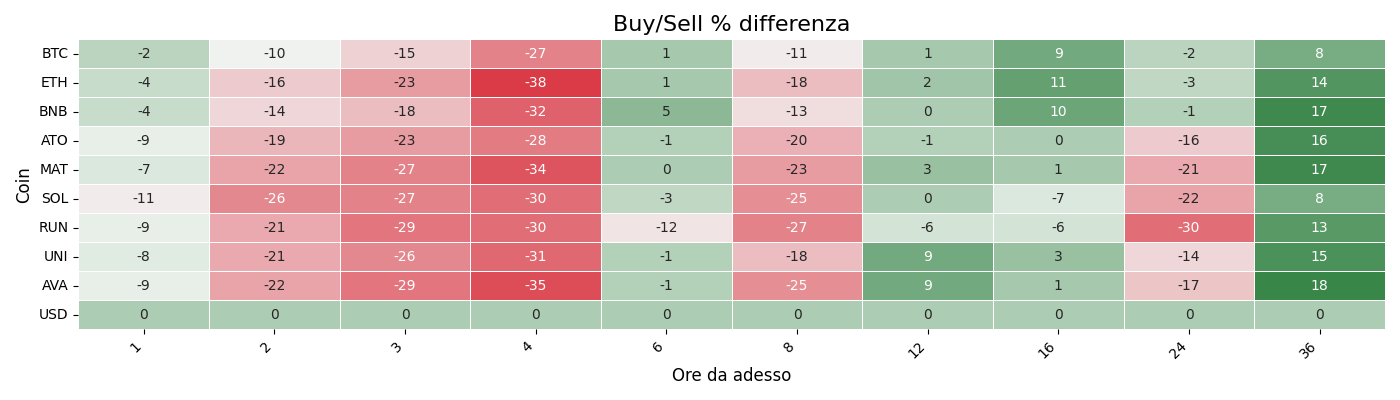 Buy/Sell % differenza
Coin
BTC -2 -10 -15 -27 1 -11 1 9 -2 8
ETH -4 -16 -23 -38 1 -18 2 11 -3 14
BNB -4 -14 -18 -32 5 -13 0 10 -1 17
ATO -9 -19 -23 -28 -1 -20 -1 0 -16 16
MAT -7 -22 -27 -34 0 -23 3 1 -21 17
SOL -11 -26 -27 -30 -3 -25 0 -7 -22 8
RUN -9 -21 -29 -30 -12 -27 -6 -6 -30 13
UNI -8 -21 -26 -31 -1 -18 9 3 -14 15
AVA -9 -22 -29 -35 -1 -25 9 1 -17 18
USD 0 0 0 0 0 0 0 0 0 0
1 2 3 4 6 8 12 16 24 36
Ore da adesso